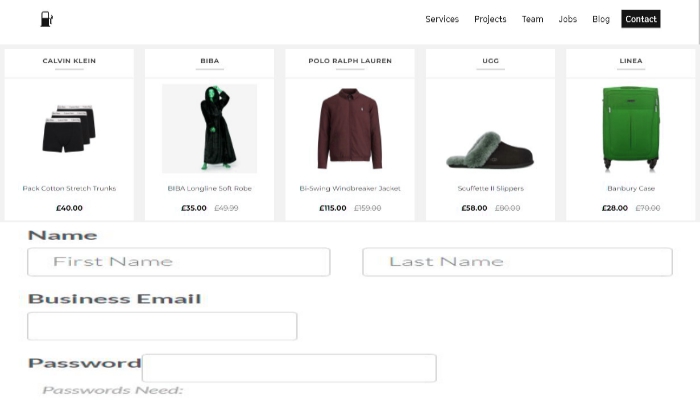 Services Projects Team Jobs Blog Contact
CALVIN KLEIN BIBA POLO RALPH LAUREN UGG LINEA
Pack Cotton Stretch Trunks BIBA Longline Soft Robe Bi-Swing Windbreaker Jacket Scuffette II Slippers Banbury Case
£40.00 £35.00 £49.99 £115.00 £159.00 £58.00 £80.00 £28.00 £70.00
Name
First Name Last Name
Business Email
Password
Passwords Need: